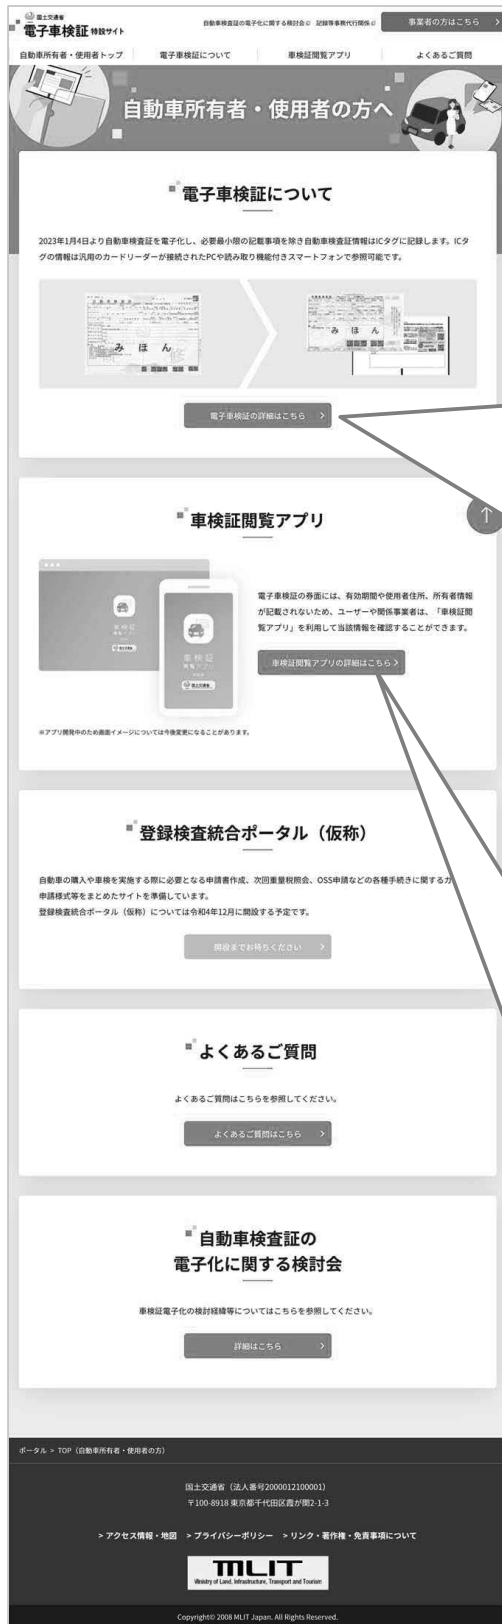 国土交通省
電子車検証 特設サイト
自動車検査証の電子化に関する検討会
記録等事務代行関係
事業者の方はこちら
自動車所有者・使用者トップ
電子車検証について
車検証閲覧アプリ
よくあるご質問
自動車所有者・使用者の方へ
電子車検証について
2023年1月4日より自動車検査証を電子化し、必要最小限の記載事項を除き自動車検査証情報はICタグに記録します。ICタ
グの情報は汎用のカードリーダーが接続されたPCや読み取り機能付きスマートフォンで参照可能です。
みほん
みほん
電子車検証の詳細はこちら
車検証閲覧アプリ
車検証
閲覧アプリ
国土交通省
車検証
閲覧アプリ
国土交通省
電子車検証の券面には、有効期間や使用者住所、所有者情報
が記載されないため、ユーザーや関係事業者は、「車検証閲
覧アプリ」を利用して当該情報を確認することができます。
車検証閲覧アプリの詳細はこちら
※アプリ開発中のため画面イメージについては今後変更になることがあります。
登録検査統合ポータル（仮称）
自動車の購入や車検を実施する際に必要となる申請書作成、次回重量税照会、OSS申請などの各種手続きに関する
申請様式等をまとめたサイトを準備しています。
登録検査統合ポータル（仮称）については令和4年12月に開設する予定です。
開設までお待ちください
よくあるご質問
よくあるご質問はこちらを参照してください。
よくあるご質問はこちら
自動車検査証の
電子化に関する検討会
車検証電子化の検討経緯等についてはこちらを参照してください。
詳細はこちら
ポータル > TOP（自動車所有者・使用者の方）
国土交通省（法人番号2000012100001）
〒100-8918 東京都千代田区霞が関2-1-3
> アクセス情報・地図 > プライバシーポリシー > リンク・著作権・免責事項について
MLIT
Ministry of Land, Infrastructure, Transport and Tourism
Copyright© 2008 MLIT Japan. All Rights Reserved.